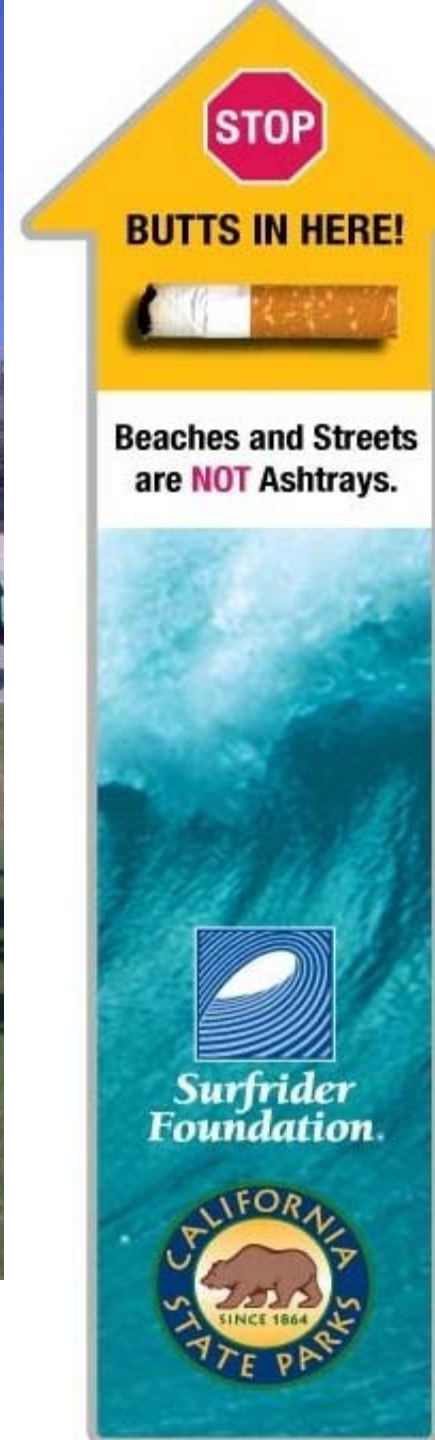 STOP
BUTTS IN HERE!
Beaches and Streets
are NOT Ashtrays.
Surfrider
Foundation®
CALIFORNIA
SINCE 1864
STATE PARKS